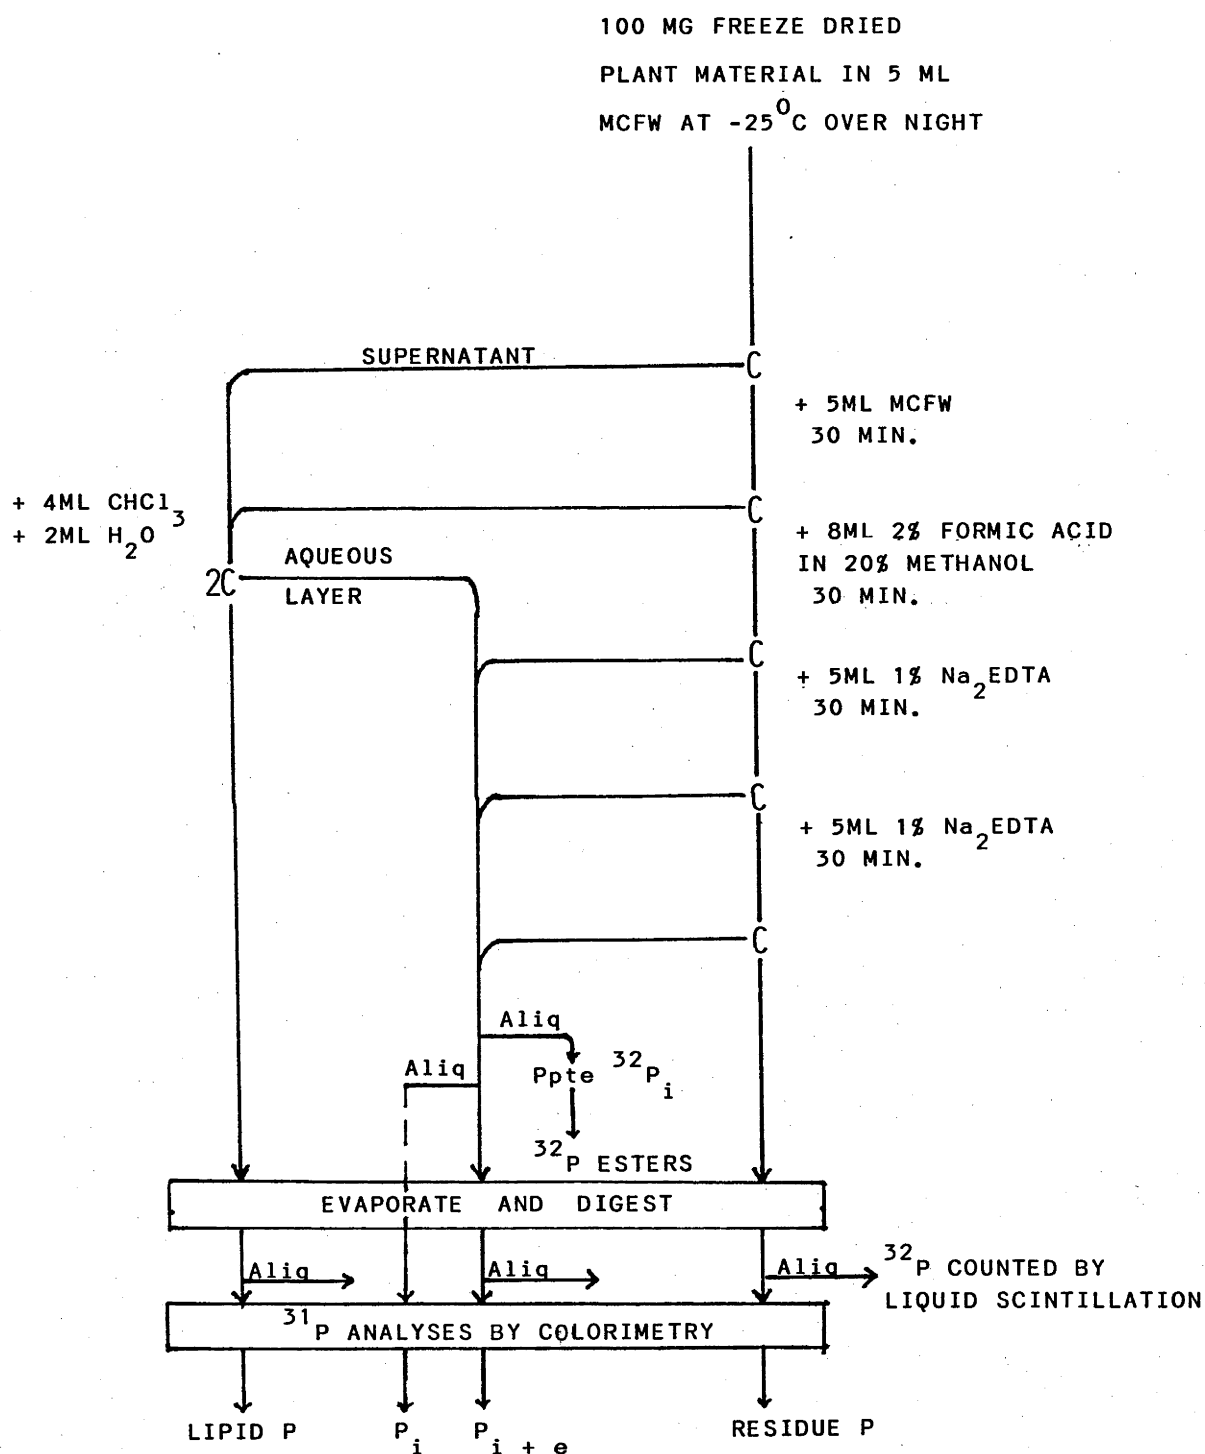 100 MG FREEZE DRIED
PLANT MATERIAL IN 5 ML
MCFW AT -25⁰C OVER NIGHT
SUPERNATANT
C
+ 5ML MCFW
30 MIN.
+ 4ML CHCl₃
+ 2ML H₂O
C
+ 8ML 2% FORMIC ACID
IN 20% METHANOL
30 MIN.
2C
AQUEOUS
LAYER
C
+ 5ML 1% Na₂EDTA
30 MIN.
C
+ 5ML 1% Na₂EDTA
30 MIN.
C
Aliq
Aliq
Ppte ³²Pᵢ
³²P ESTERS
EVAPORATE AND DIGEST
Aliq
Aliq
Aliq
³²P COUNTED BY
LIQUID SCINTILLATION
³¹P ANALYSES BY COLORIMETRY
LIPID P
Pᵢ
Pᵢ ₊ ₑ
RESIDUE P